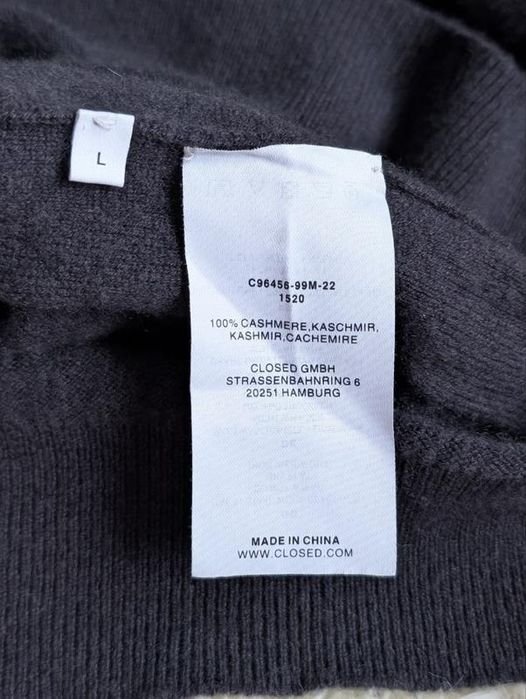 L
C96456-99M-22
1520
100% CASHMERE,KASCHMIR,
KASHMIR,CACHEMIRE
CLOSED GMBH
STRASSENBAHNRING 6
20251 HAMBURG
MADE IN CHINA
WWW.CLOSED.COM